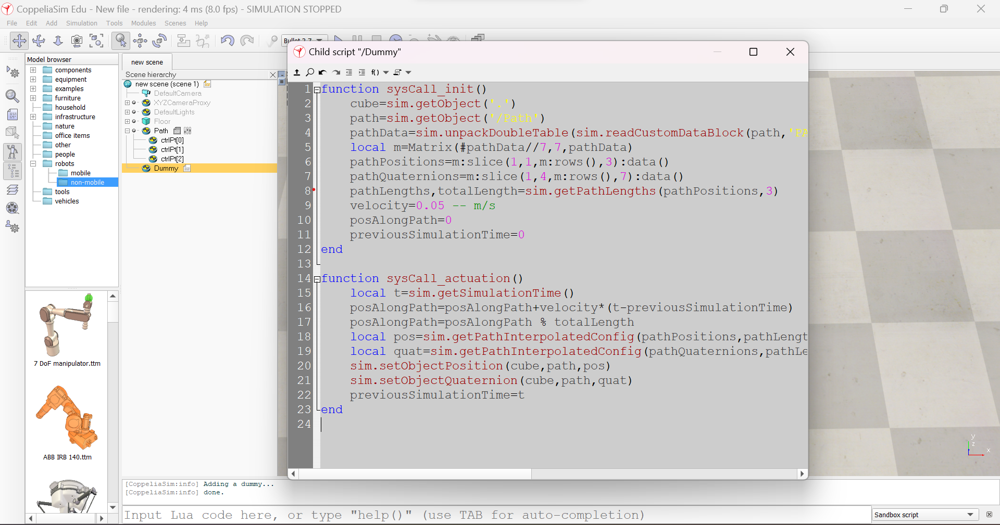 CoppeliaSim Edu - New file - rendering: 4 ms (8.0 fps) - SIMULATION STOPPED
File Edit Add Simulation Tools Modules Scenes Help
Model browser
components
equipment
examples
furniture
household
infrastructure
nature
office items
other
people
robots
mobile
non-mobile
tools
vehicles
7 DoF manipulator.ttm
ABB IRB 140.ttm
new scene
Scene hierarchy
new scene (scene 1)
DefaultCamera
XYZCameraProxy
DefaultLights
Floor
Path
ctrlPt[0]
ctrlPt[1]
ctrlPt[2]
Dummy
Child script "/Dummy"
f()
1 function sysCall_init()
2 cube=sim.getObject('.')
3 path=sim.getObject('/Path')
4 pathData=sim.unpackDoubleTable(sim.readCustomDataBlock(path,'PA
5 local m=Matrix(#pathData//7,7,pathData)
6 pathPositions=m:slice(1,1,m:rows(),3):data()
7 pathQuaternions=m:slice(1,4,m:rows(),7):data()
8 pathLengths,totalLength=sim.getPathLengths(pathPositions,3)
9 velocity=0.05 -- m/s
10 posAlongPath=0
11 previousSimulationTime=0
12 end
13
14 function sysCall_actuation()
15 local t=sim.getSimulationTime()
16 posAlongPath=posAlongPath+velocity*(t-previousSimulationTime)
17 posAlongPath=posAlongPath % totalLength
18 local pos=sim.getPathInterpolatedConfig(pathPositions,pathLengt
19 local quat=sim.getPathInterpolatedConfig(pathQuaternions,pathLe
20 sim.setObjectPosition(cube,path,pos)
21 sim.setObjectQuaternion(cube,path,quat)
22 previousSimulationTime=t
23 end
24
y
z
x
[CoppeliaSim:info] Adding a dummy...
[CoppeliaSim:info] done.
Input Lua code here, or type "help()" (use TAB for auto-completion)
Sandbox script